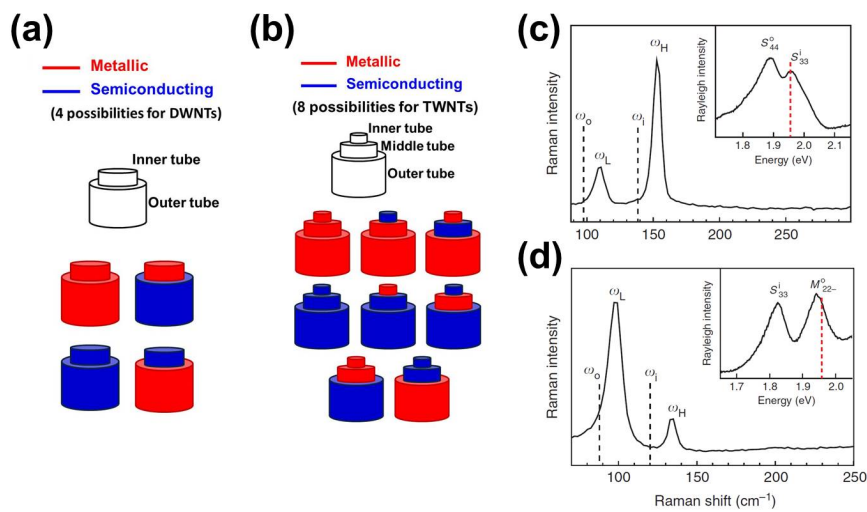 (a)
Metallic
Semiconducting
(4 possibilities for DWNTs)
Inner tube
Outer tube
(b)
Metallic
Semiconducting
(8 possibilities for TWNTs)
Inner tube
Middle tube
Outer tube
(c)
Raman intensity
ω_o
ω_L
ω_i
ω_H
100 150 200 250
Rayleigh intensity
S^o_44
S^i_33
1.8 1.9 2.0 2.1
Energy (eV)
(d)
Raman intensity
ω_o
ω_L
ω_i
ω_H
100 150 200 250
Raman shift (cm⁻¹)
Rayleigh intensity
S^i_33
M^o_22−
1.7 1.8 1.9 2.0
Energy (eV)